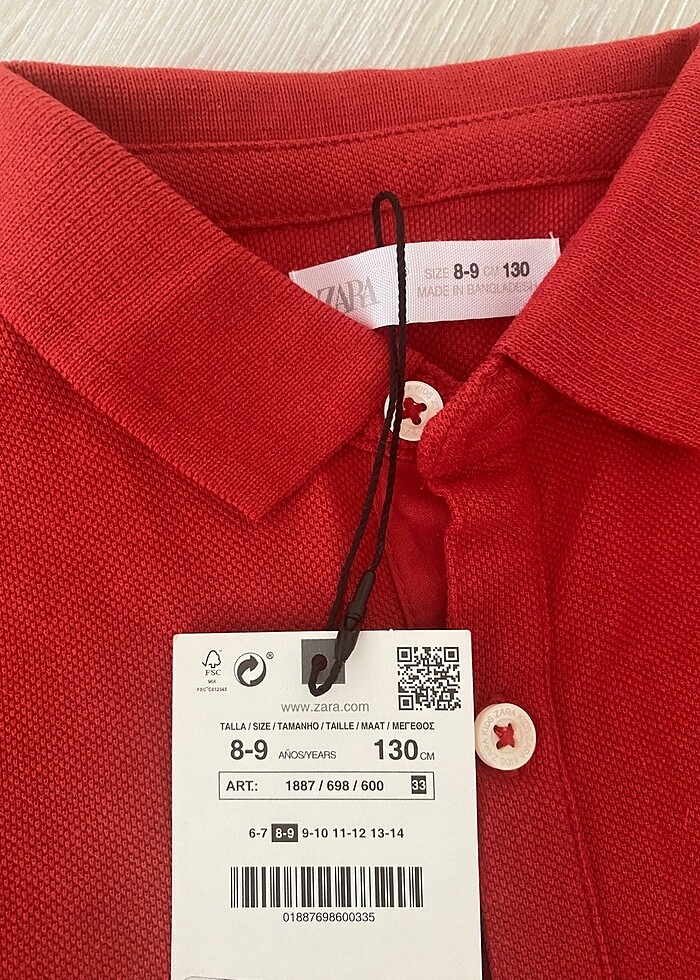 ZARA
SIZE 8-9 CM 130
MADE IN BANGLADESH
FSC
MIX
®
www.zara.com
TALLA / SIZE / TAMANHO / TAILLE / MAAT / ΜΕΓΕΘΟΣ
8-9 AÑOS/YEARS 130 CM
ART.: 1887 / 698 / 600 33
6-7 8-9 9-10 11-12 13-14
01887698600335
ZARA KIDS ZARA KIDS